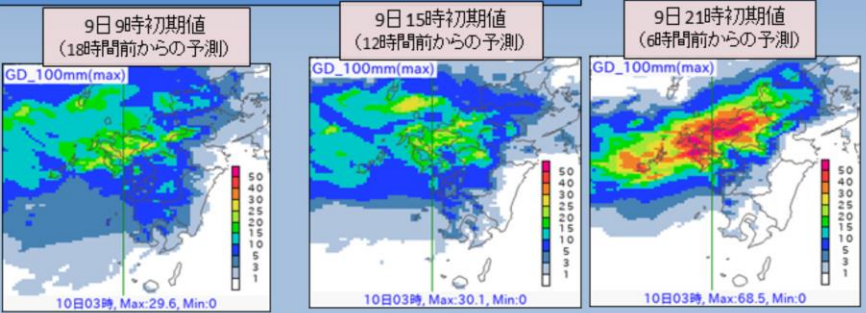 9日9時初期値
(18時間前からの予測)
GD_100mm(max)
50
40
30
25
20
15
10
5
3
1
10日03時, Max:29.6, Min:0
9日15時初期値
(12時間前からの予測)
GD_100mm(max)
50
40
30
25
20
15
10
5
3
1
10日03時, Max:30.1, Min:0
9日21時初期値
(6時間前からの予測)
GD_100mm(max)
50
40
30
25
20
15
10
5
3
1
10日03時, Max:68.5, Min:0